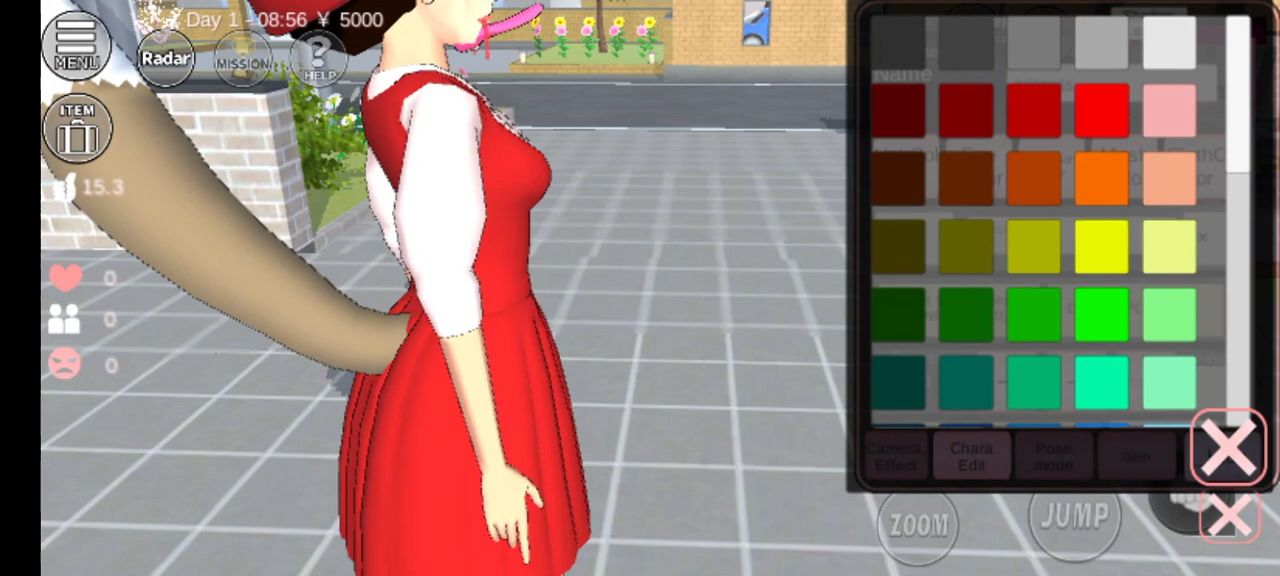 Day 1 - 08:56 ¥ 5000
MENU
Radar
MISSION
?
HELP
ITEM
15.3
0
0
0
Name
Camera
Effect
Chara
Edit
Pose
mode
Item
ZOOM
JUMP